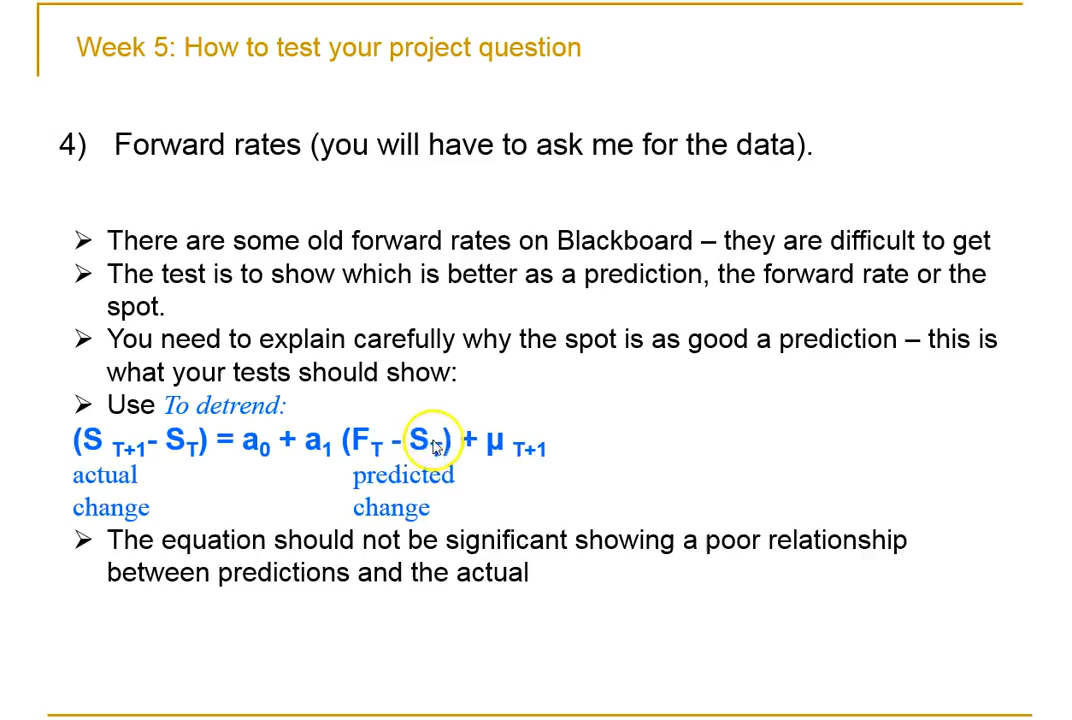 Week 5: How to test your project question
4) Forward rates (you will have to ask me for the data).
➢ There are some old forward rates on Blackboard – they are difficult to get
➢ The test is to show which is better as a prediction, the forward rate or the
spot.
➢ You need to explain carefully why the spot is as good a prediction – this is
what your tests should show:
➢ Use To detrend:
(S T+1- ST) = a0 + a1 (FT - ST) + µ T+1
actual predicted
change change
➢ The equation should not be significant showing a poor relationship
between predictions and the actual